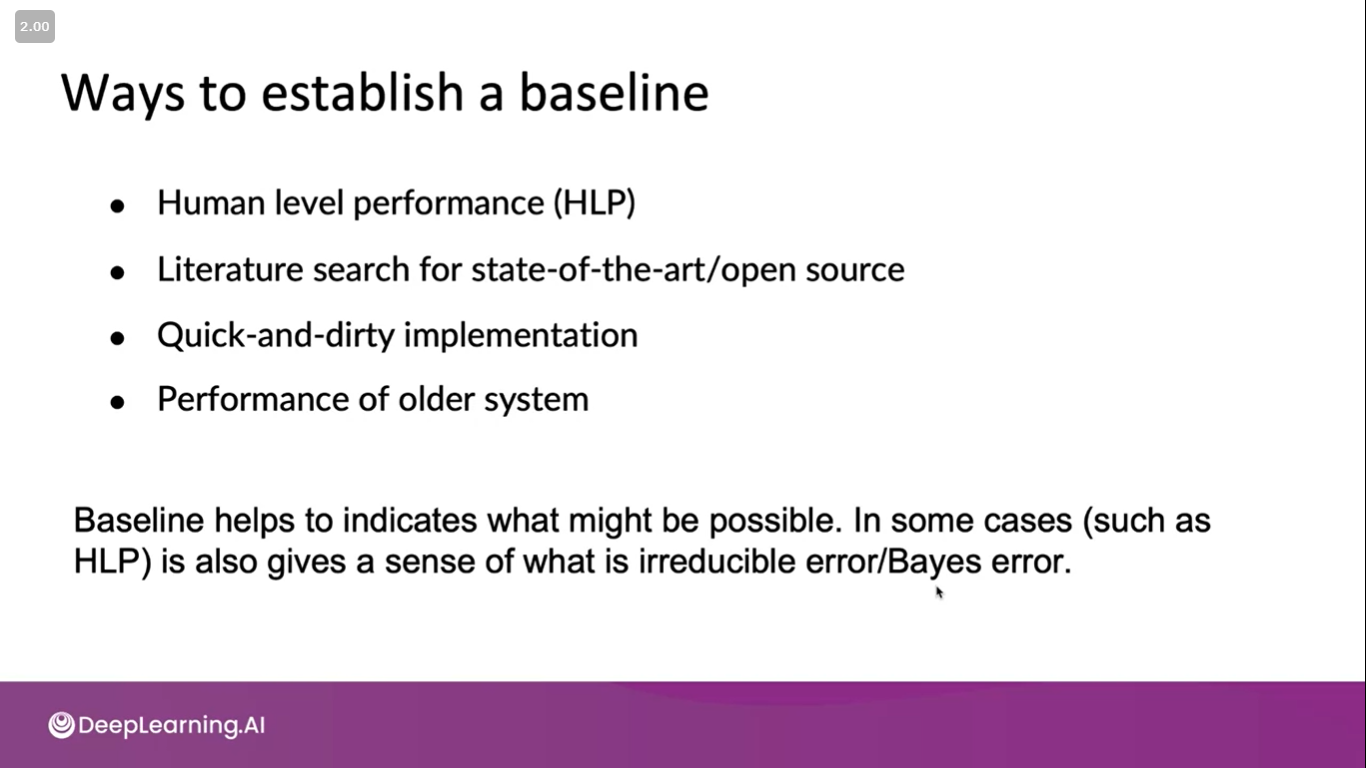 2.00
Ways to establish a baseline
● Human level performance (HLP)
● Literature search for state-of-the-art/open source
● Quick-and-dirty implementation
● Performance of older system
Baseline helps to indicates what might be possible. In some cases (such as
HLP) is also gives a sense of what is irreducible error/Bayes error.
DeepLearning.AI